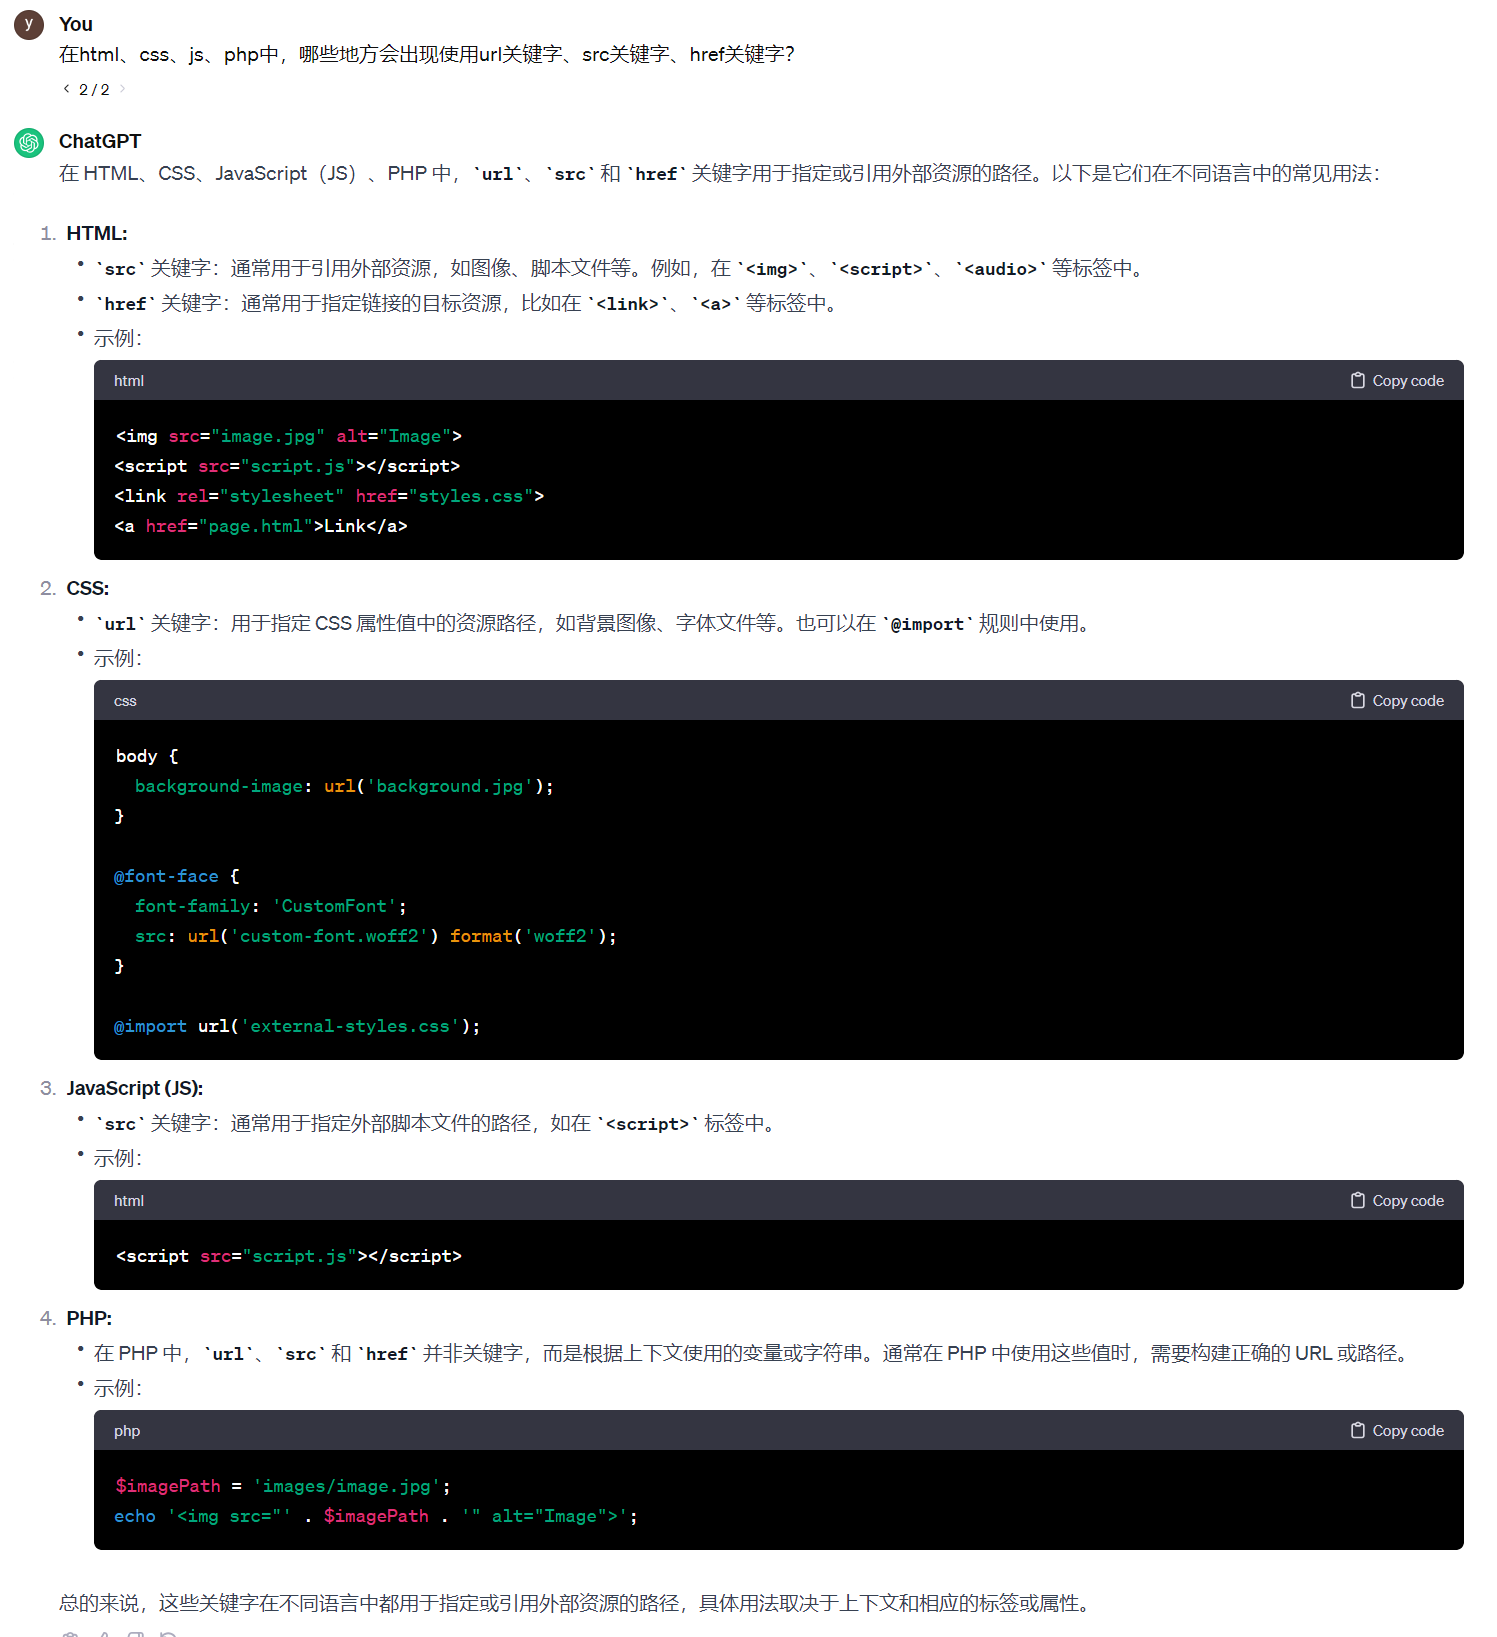 y
You
在html、css、js、php中，哪些地方会出现使用url关键字、src关键字、href关键字？
2 / 2
ChatGPT
在 HTML、CSS、JavaScript（JS）、PHP 中，`url`、`src` 和 `href` 关键字用于指定或引用外部资源的路径。以下是它们在不同语言中的常见用法：
1. HTML:
• `src` 关键字：通常用于引用外部资源，如图像、脚本文件等。例如，在 `<img>`、`<script>`、`<audio>` 等标签中。
• `href` 关键字：通常用于指定链接的目标资源，比如在 `<link>`、`<a>` 等标签中。
• 示例：
html Copy code
<img src="image.jpg" alt="Image">
<script src="script.js"></script>
<link rel="stylesheet" href="styles.css">
<a href="page.html">Link</a>
2. CSS:
• `url` 关键字：用于指定 CSS 属性值中的资源路径，如背景图像、字体文件等。也可以在 `@import` 规则中使用。
• 示例：
css Copy code
body {
  background-image: url('background.jpg');
}
@font-face {
  font-family: 'CustomFont';
  src: url('custom-font.woff2') format('woff2');
}
@import url('external-styles.css');
3. JavaScript (JS):
• `src` 关键字：通常用于指定外部脚本文件的路径，如在 `<script>` 标签中。
• 示例：
html Copy code
<script src="script.js"></script>
4. PHP:
• 在 PHP 中，`url`、`src` 和 `href` 并非关键字，而是根据上下文使用的变量或字符串。通常在 PHP 中使用这些值时，需要构建正确的 URL 或路径。
• 示例：
php Copy code
$imagePath = 'images/image.jpg';
echo '<img src="' . $imagePath . '" alt="Image">';
总的来说，这些关键字在不同语言中都用于指定或引用外部资源的路径，具体用法取决于上下文和相应的标签或属性。